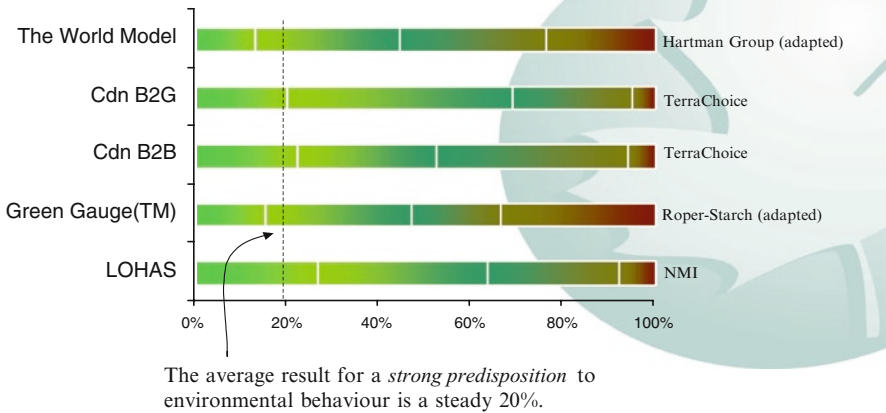 The World Model
Hartman Group (adapted)
Cdn B2G
TerraChoice
Cdn B2B
TerraChoice
Green Gauge(TM)
Roper-Starch (adapted)
LOHAS
NMI
0% 20% 40% 60% 80% 100%
The average result for a strong predisposition to
environmental behaviour is a steady 20%.